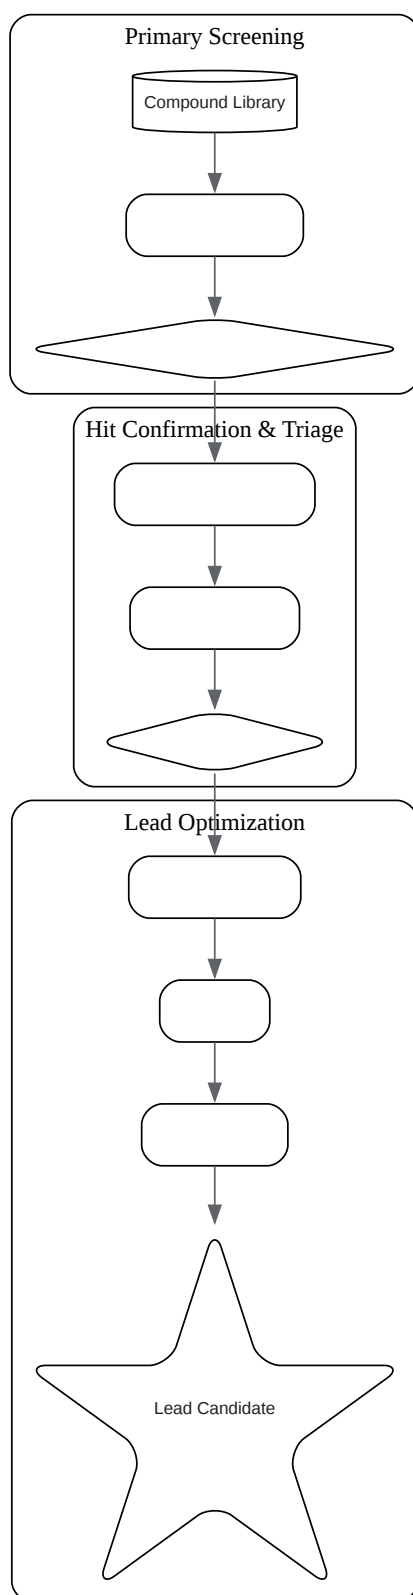 Primary Screening
Compound Library
Hit Confirmation & Triage
Lead Optimization
Lead Candidate